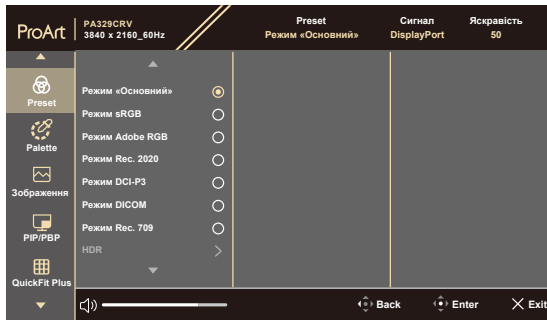 ProArt
PA329CRV
3840 x 2160_60Hz
Preset
Режим «Основний»
Сигнал
DisplayPort
Яскравість
50
Preset
Palette
Зображення
PIP/PBP
QuickFit Plus
Режим «Основний»
Режим sRGB
Режим Adobe RGB
Режим Rec. 2020
Режим DCI-P3
Режим DICOM
Режим Rec. 709
HDR
Back
Enter
Exit